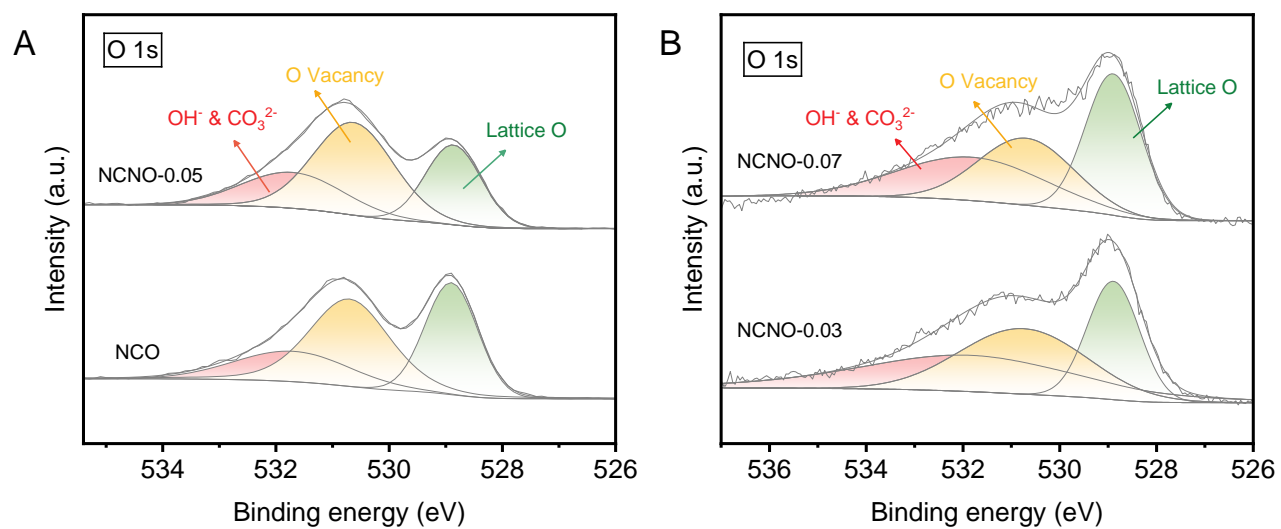 A
O 1s
O Vacancy
OH⁻ & CO₃²⁻
Lattice O
NCNO-0.05
NCO
Intensity (a.u.)
534 532 530 528 526
Binding energy (eV)
B
O 1s
O Vacancy
Lattice O
OH⁻ & CO₃²⁻
NCNO-0.07
NCNO-0.03
Intensity (a.u.)
536 534 532 530 528 526
Binding energy (eV)